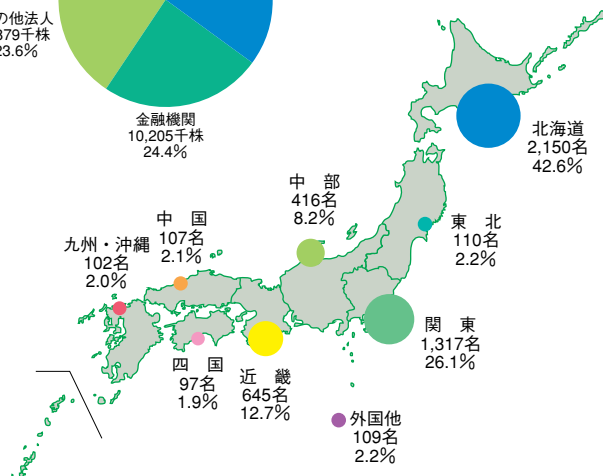 の他法人
879千株
23.6%
金融機関
10,205千株
24.4%
北海道
2,150名
42.6%
中 部
416名
8.2%
東 北
110名
2.2%
中 国
107名
2.1%
九州・沖縄
102名
2.0%
関 東
1,317名
26.1%
四 国
97名
1.9%
近 畿
645名
12.7%
外国他
109名
2.2%